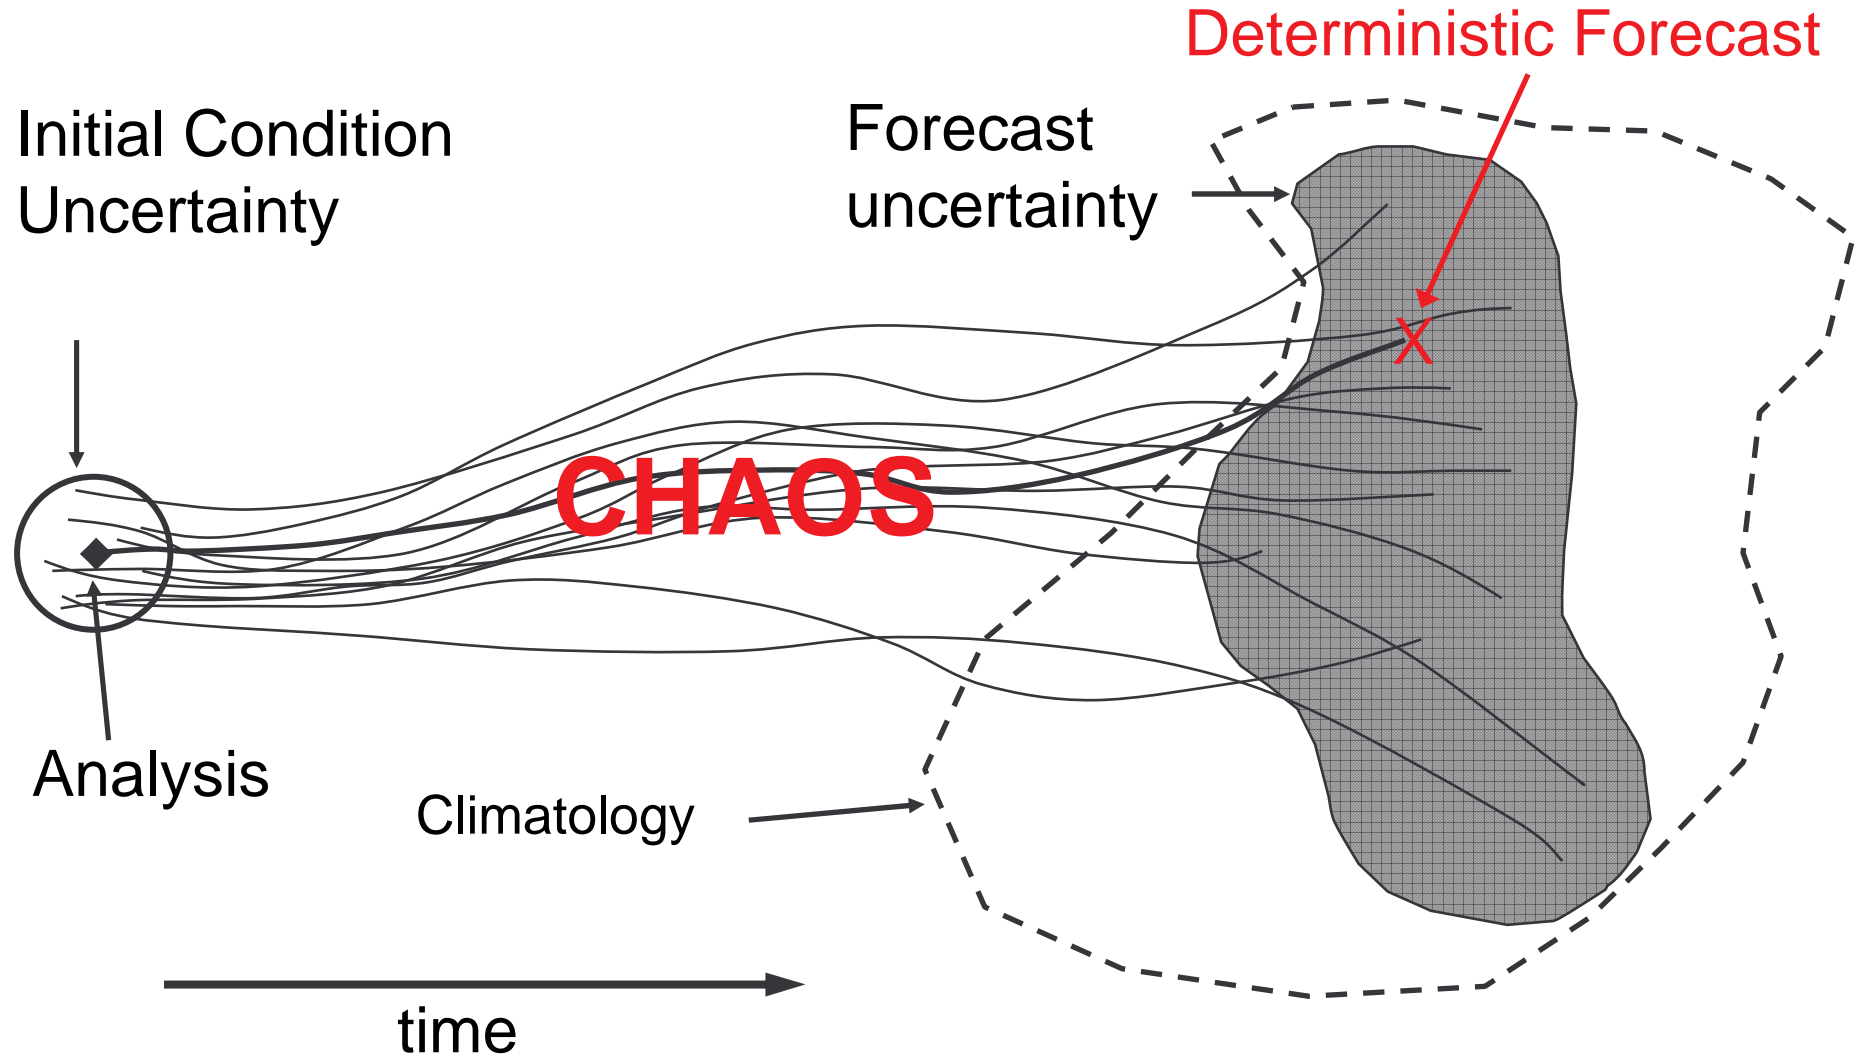 Deterministic Forecast
Initial Condition
Uncertainty
Forecast
uncertainty
X
CHAOS
Analysis
Climatology
time